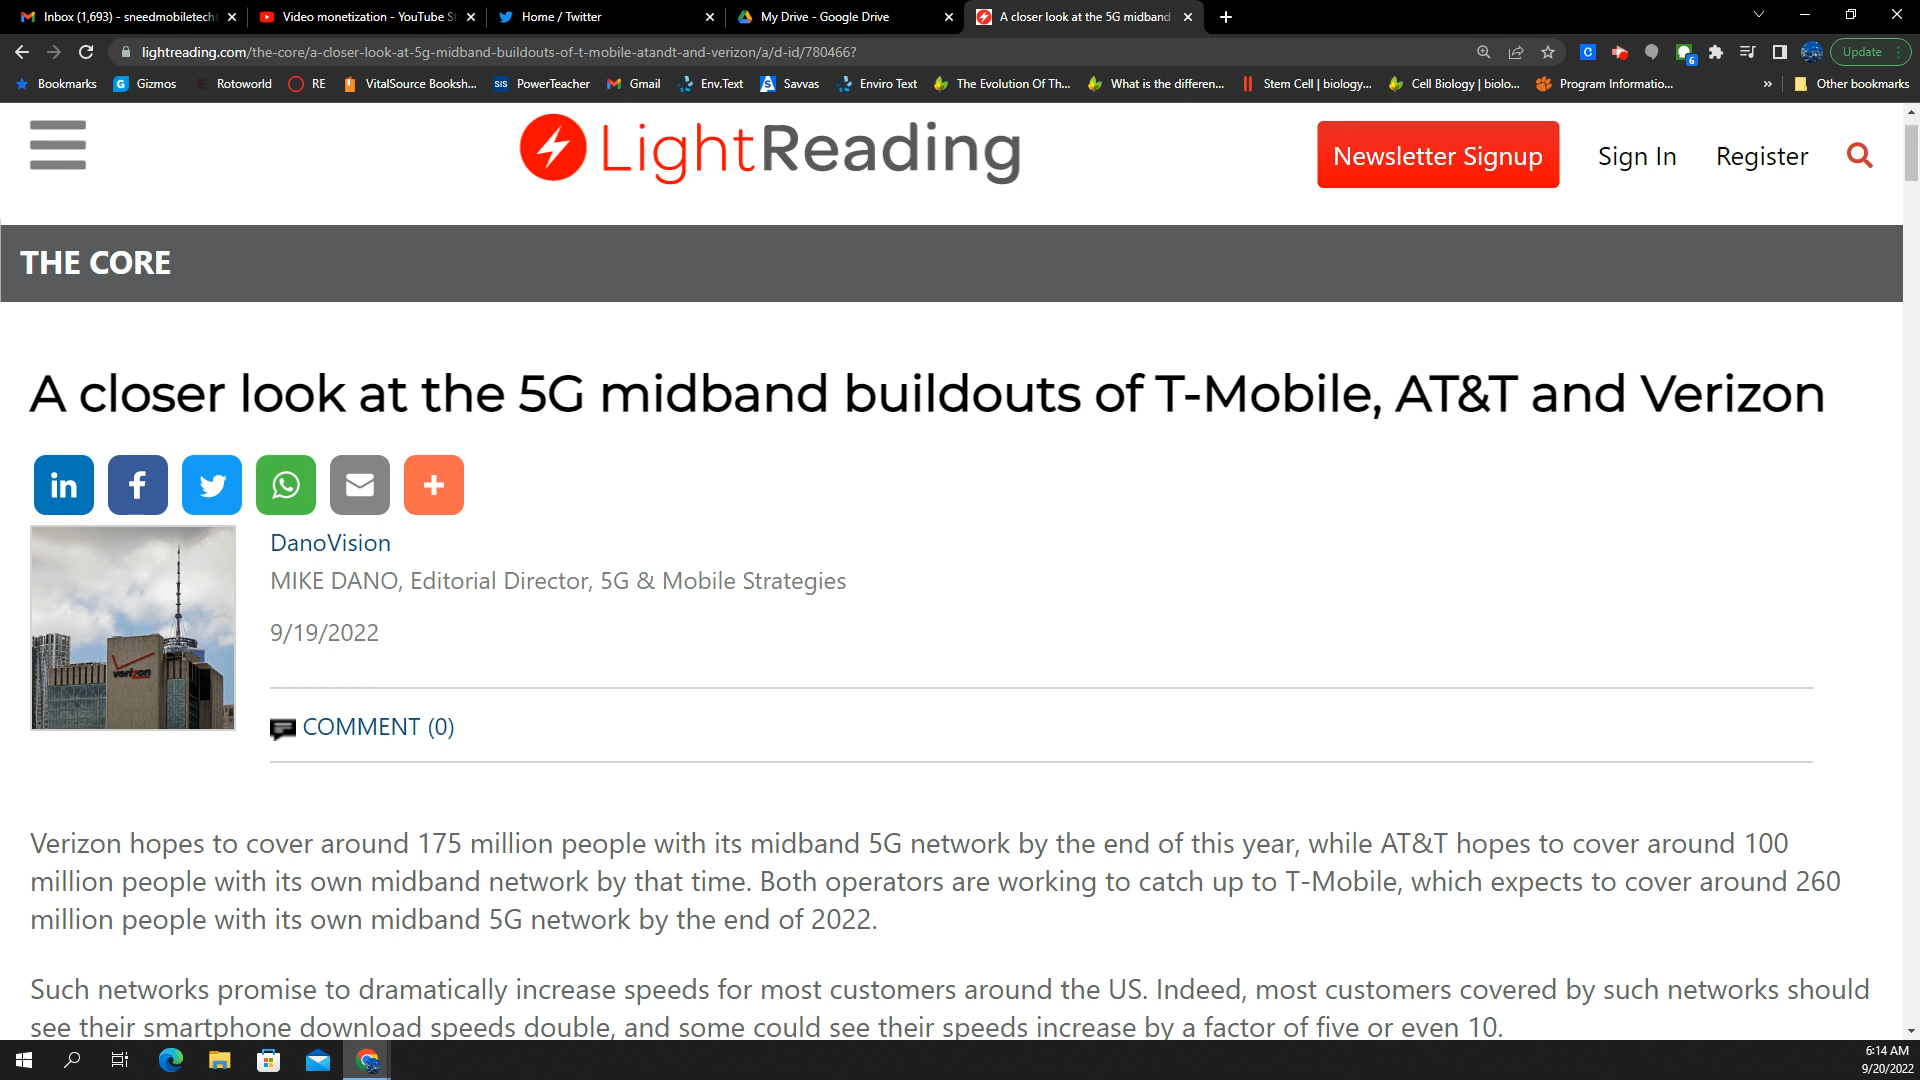 Inbox (1,693) - sneedmobiletech
Video monetization - YouTube St
Home / Twitter
My Drive - Google Drive
A closer look at the 5G midband
lightreading.com/the-core/a-closer-look-at-5g-midband-buildouts-of-t-mobile-atandt-and-verizon/a/d-id/780466?
6
Update
Bookmarks
G Gizmos
E Rotoworld
RE
VitalSource Booksh...
SIS PowerTeacher
Gmail
Env.Text
S Savvas
Enviro Text
The Evolution Of Th...
What is the differen...
Stem Cell | biology...
Cell Biology | biolo...
Program Informatio...
»
Other bookmarks
LightReading
Newsletter Signup
Sign In
Register
THE CORE
A closer look at the 5G midband buildouts of T-Mobile, AT&T and Verizon
in f +
verizon
DanoVision
MIKE DANO, Editorial Director, 5G & Mobile Strategies
9/19/2022
COMMENT (0)
Verizon hopes to cover around 175 million people with its midband 5G network by the end of this year, while AT&T hopes to cover around 100
million people with its own midband network by that time. Both operators are working to catch up to T-Mobile, which expects to cover around 260
million people with its own midband 5G network by the end of 2022.
Such networks promise to dramatically increase speeds for most customers around the US. Indeed, most customers covered by such networks should
see their smartphone download speeds double, and some could see their speeds increase by a factor of five or even 10.
6:14 AM
9/20/2022